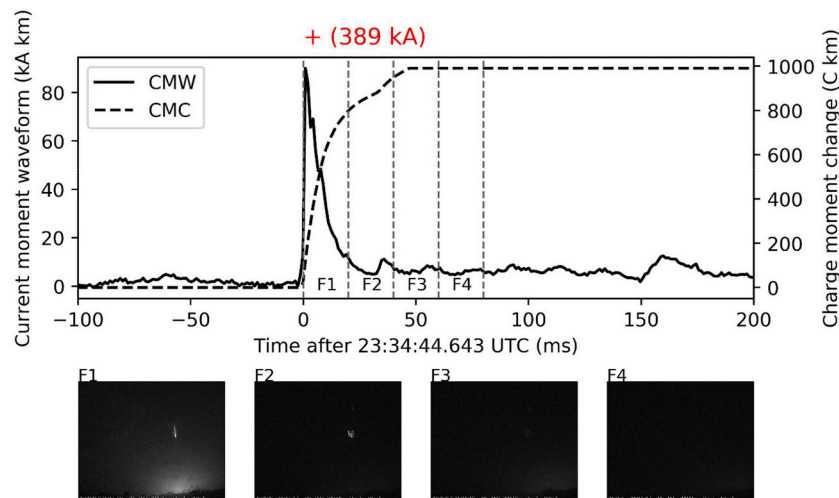 + (389 kA)
Current moment waveform (kA km)
80
60
40
20
0
CMW
CMC
F1
F2
F3
F4
1000
800
600
400
200
0
Charge moment change (C km)
−100
−50
0
50
100
150
200
Time after 23:34:44.643 UTC (ms)
F1
F2
F3
F4